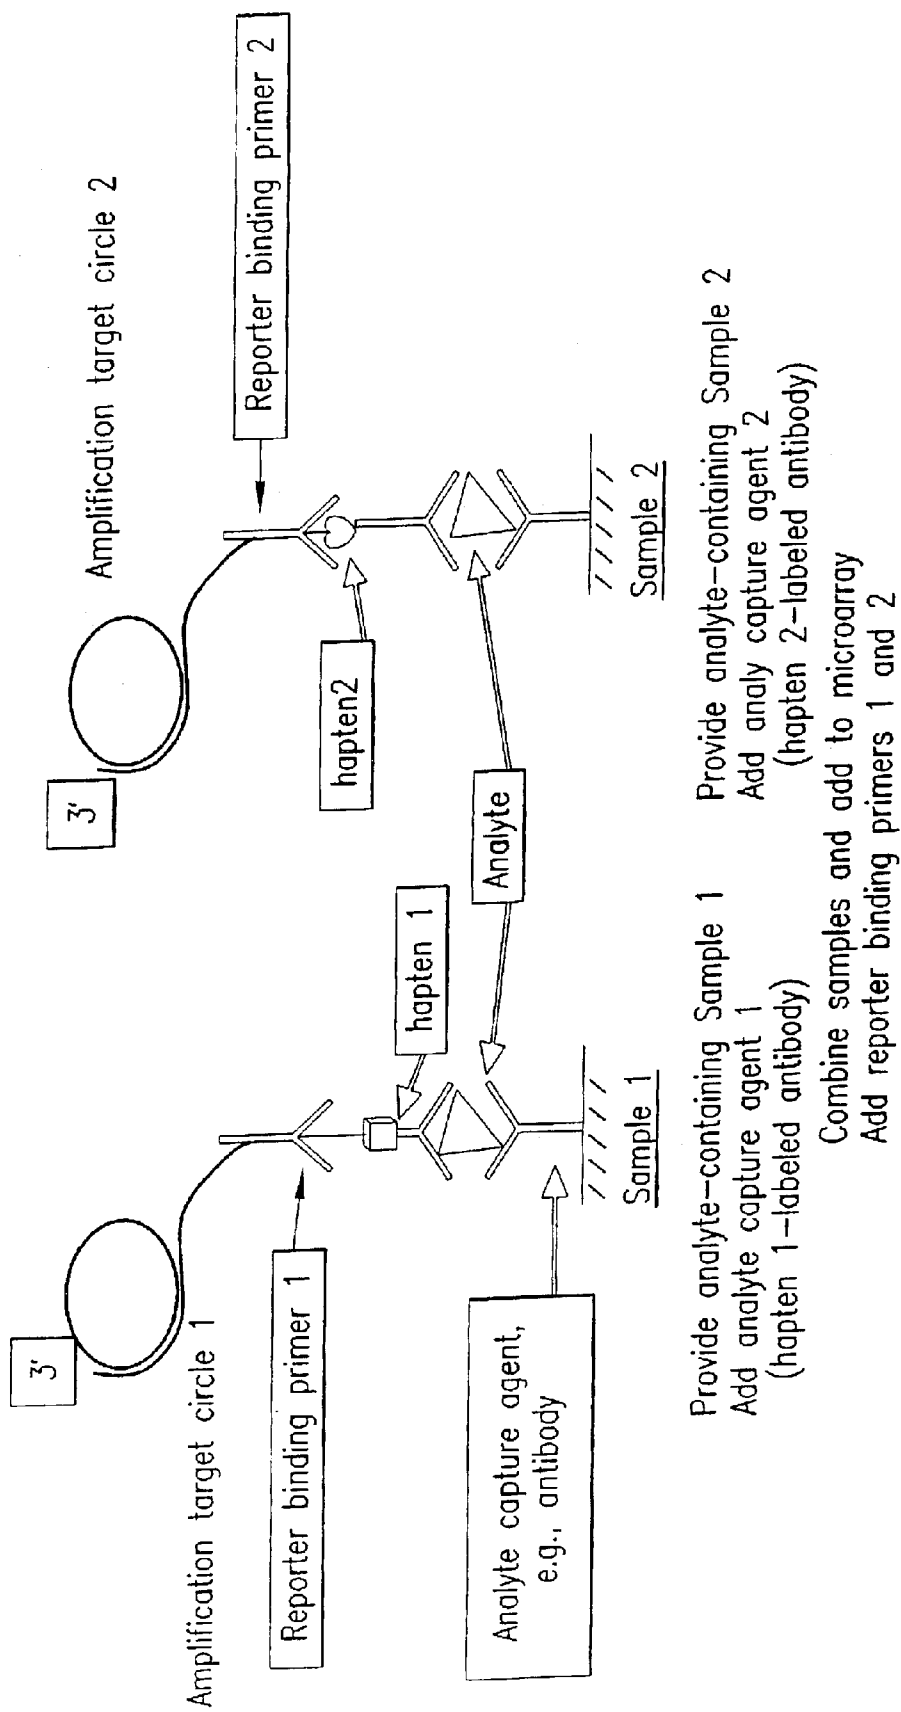 3'
Amplification target circle 1
Reporter binding primer 1
hapten 1
Analyte capture agent,
e.g., antibody
Sample 1
3'
Amplification target circle 2
Reporter binding primer 2
hapten2
Analyte
Sample 2
Provide analyte-containing Sample 1
Add analyte capture agent 1
(hapten 1-labeled antibody)
Provide analyte-containing Sample 2
Add analy capture agent 2
(hapten 2-labeled antibody)
Combine samples and add to microarray
Add reporter binding primers 1 and 2